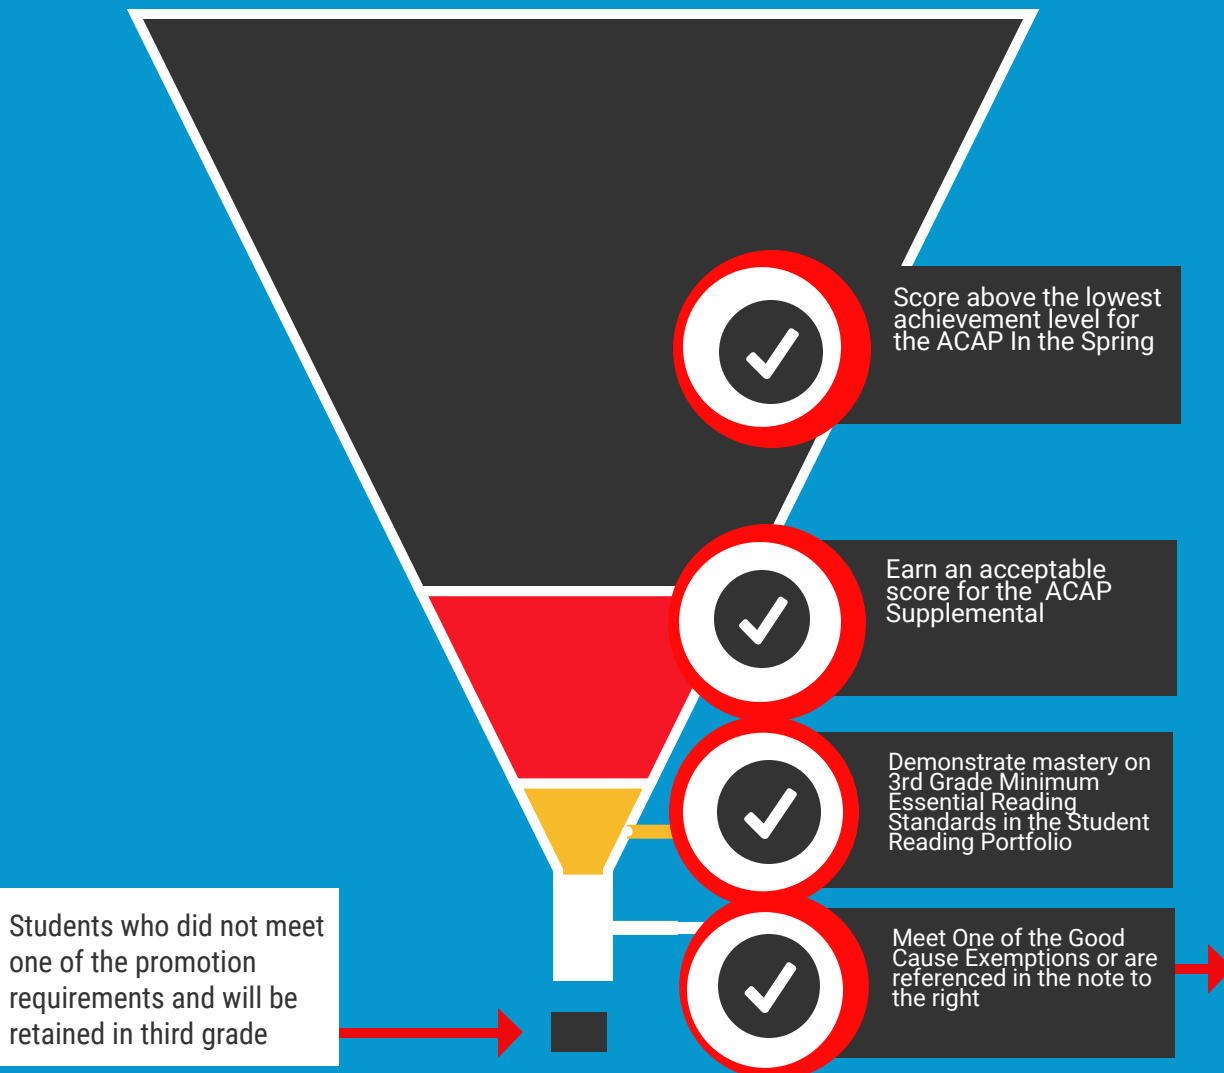 Score above the lowest
achievement level for
the ACAP In the Spring
Earn an acceptable
score for the ACAP
Supplemental
Demonstrate mastery on
3rd Grade Minimum
Essential Reading
Standards in the Student
Reading Portfolio
Meet One of the Good
Cause Exemptions or are
referenced in the note to
the right
Students who did not meet
one of the promotion
requirements and will be
retained in third grade